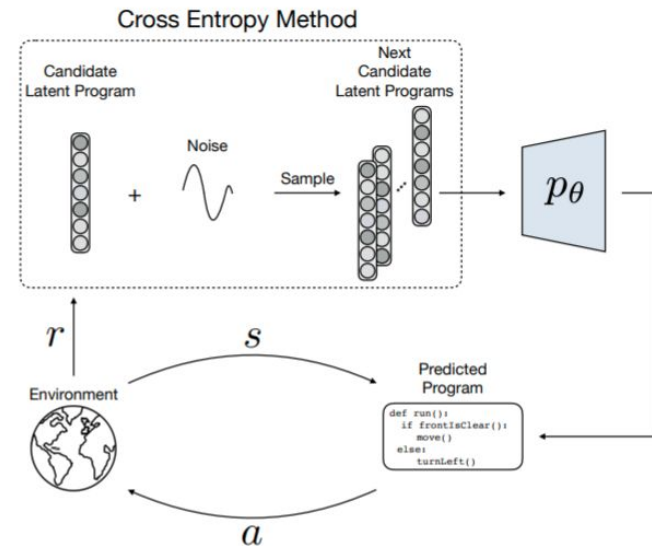 Cross Entropy Method
Candidate
Latent Program
Noise
+
Sample
Next
Candidate
Latent Programs
p_θ
r
s
Environment
Predicted
Program
def run():
  if frontIsClear():
    move()
  else:
    turnLeft()
a